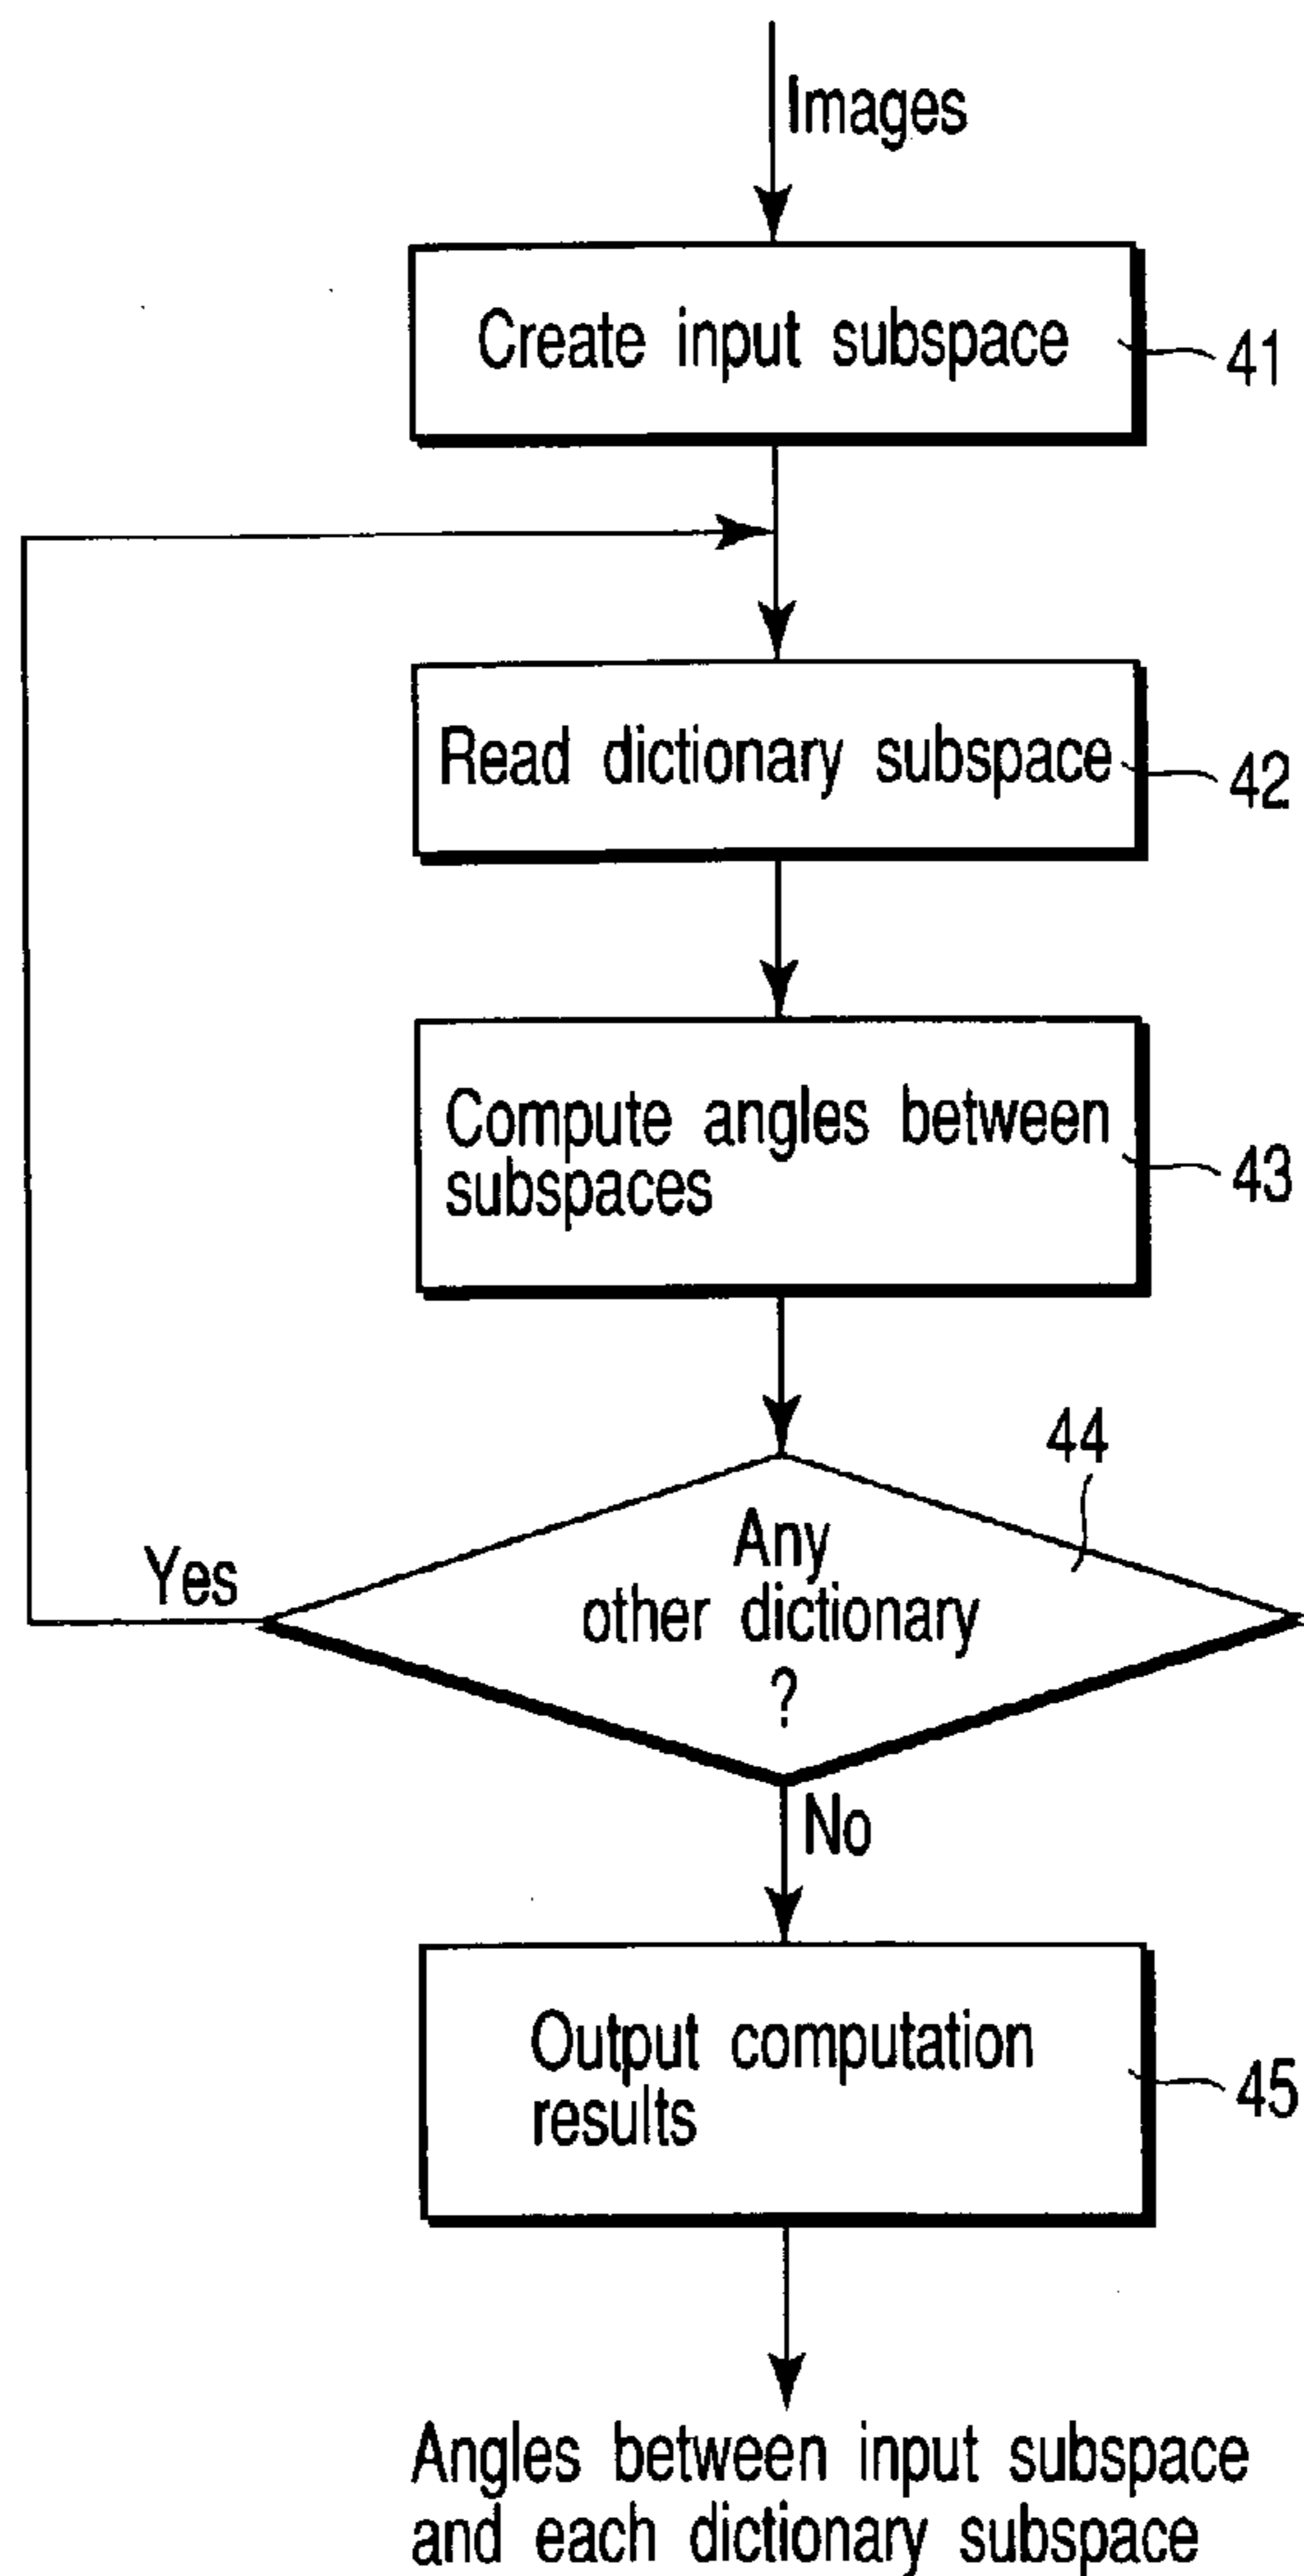 Images
Create input subspace
41
Read dictionary subspace
42
Compute angles between
subspaces
43
44
Any
other dictionary
?
Yes
No
Output computation
results
45
Angles between input subspace
and each dictionary subspace